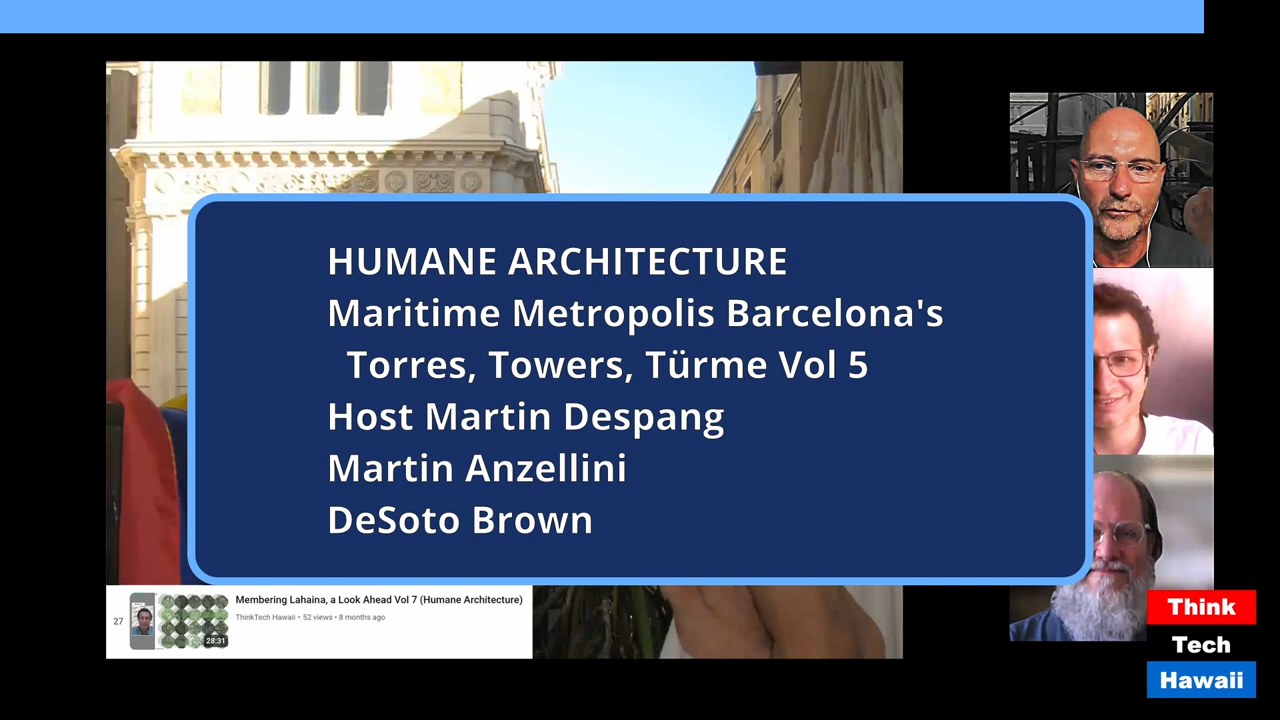 HUMANE ARCHITECTURE
Maritime Metropolis Barcelona's
Torres, Towers, Türme Vol 5
Host Martin Despang
Martin Anzellini
DeSoto Brown
27
28:31
Membering Lahaina, a Look Ahead Vol 7 (Humane Architecture)
ThinkTech Hawaii • 52 views • 8 months ago
Think
Tech
Hawaii